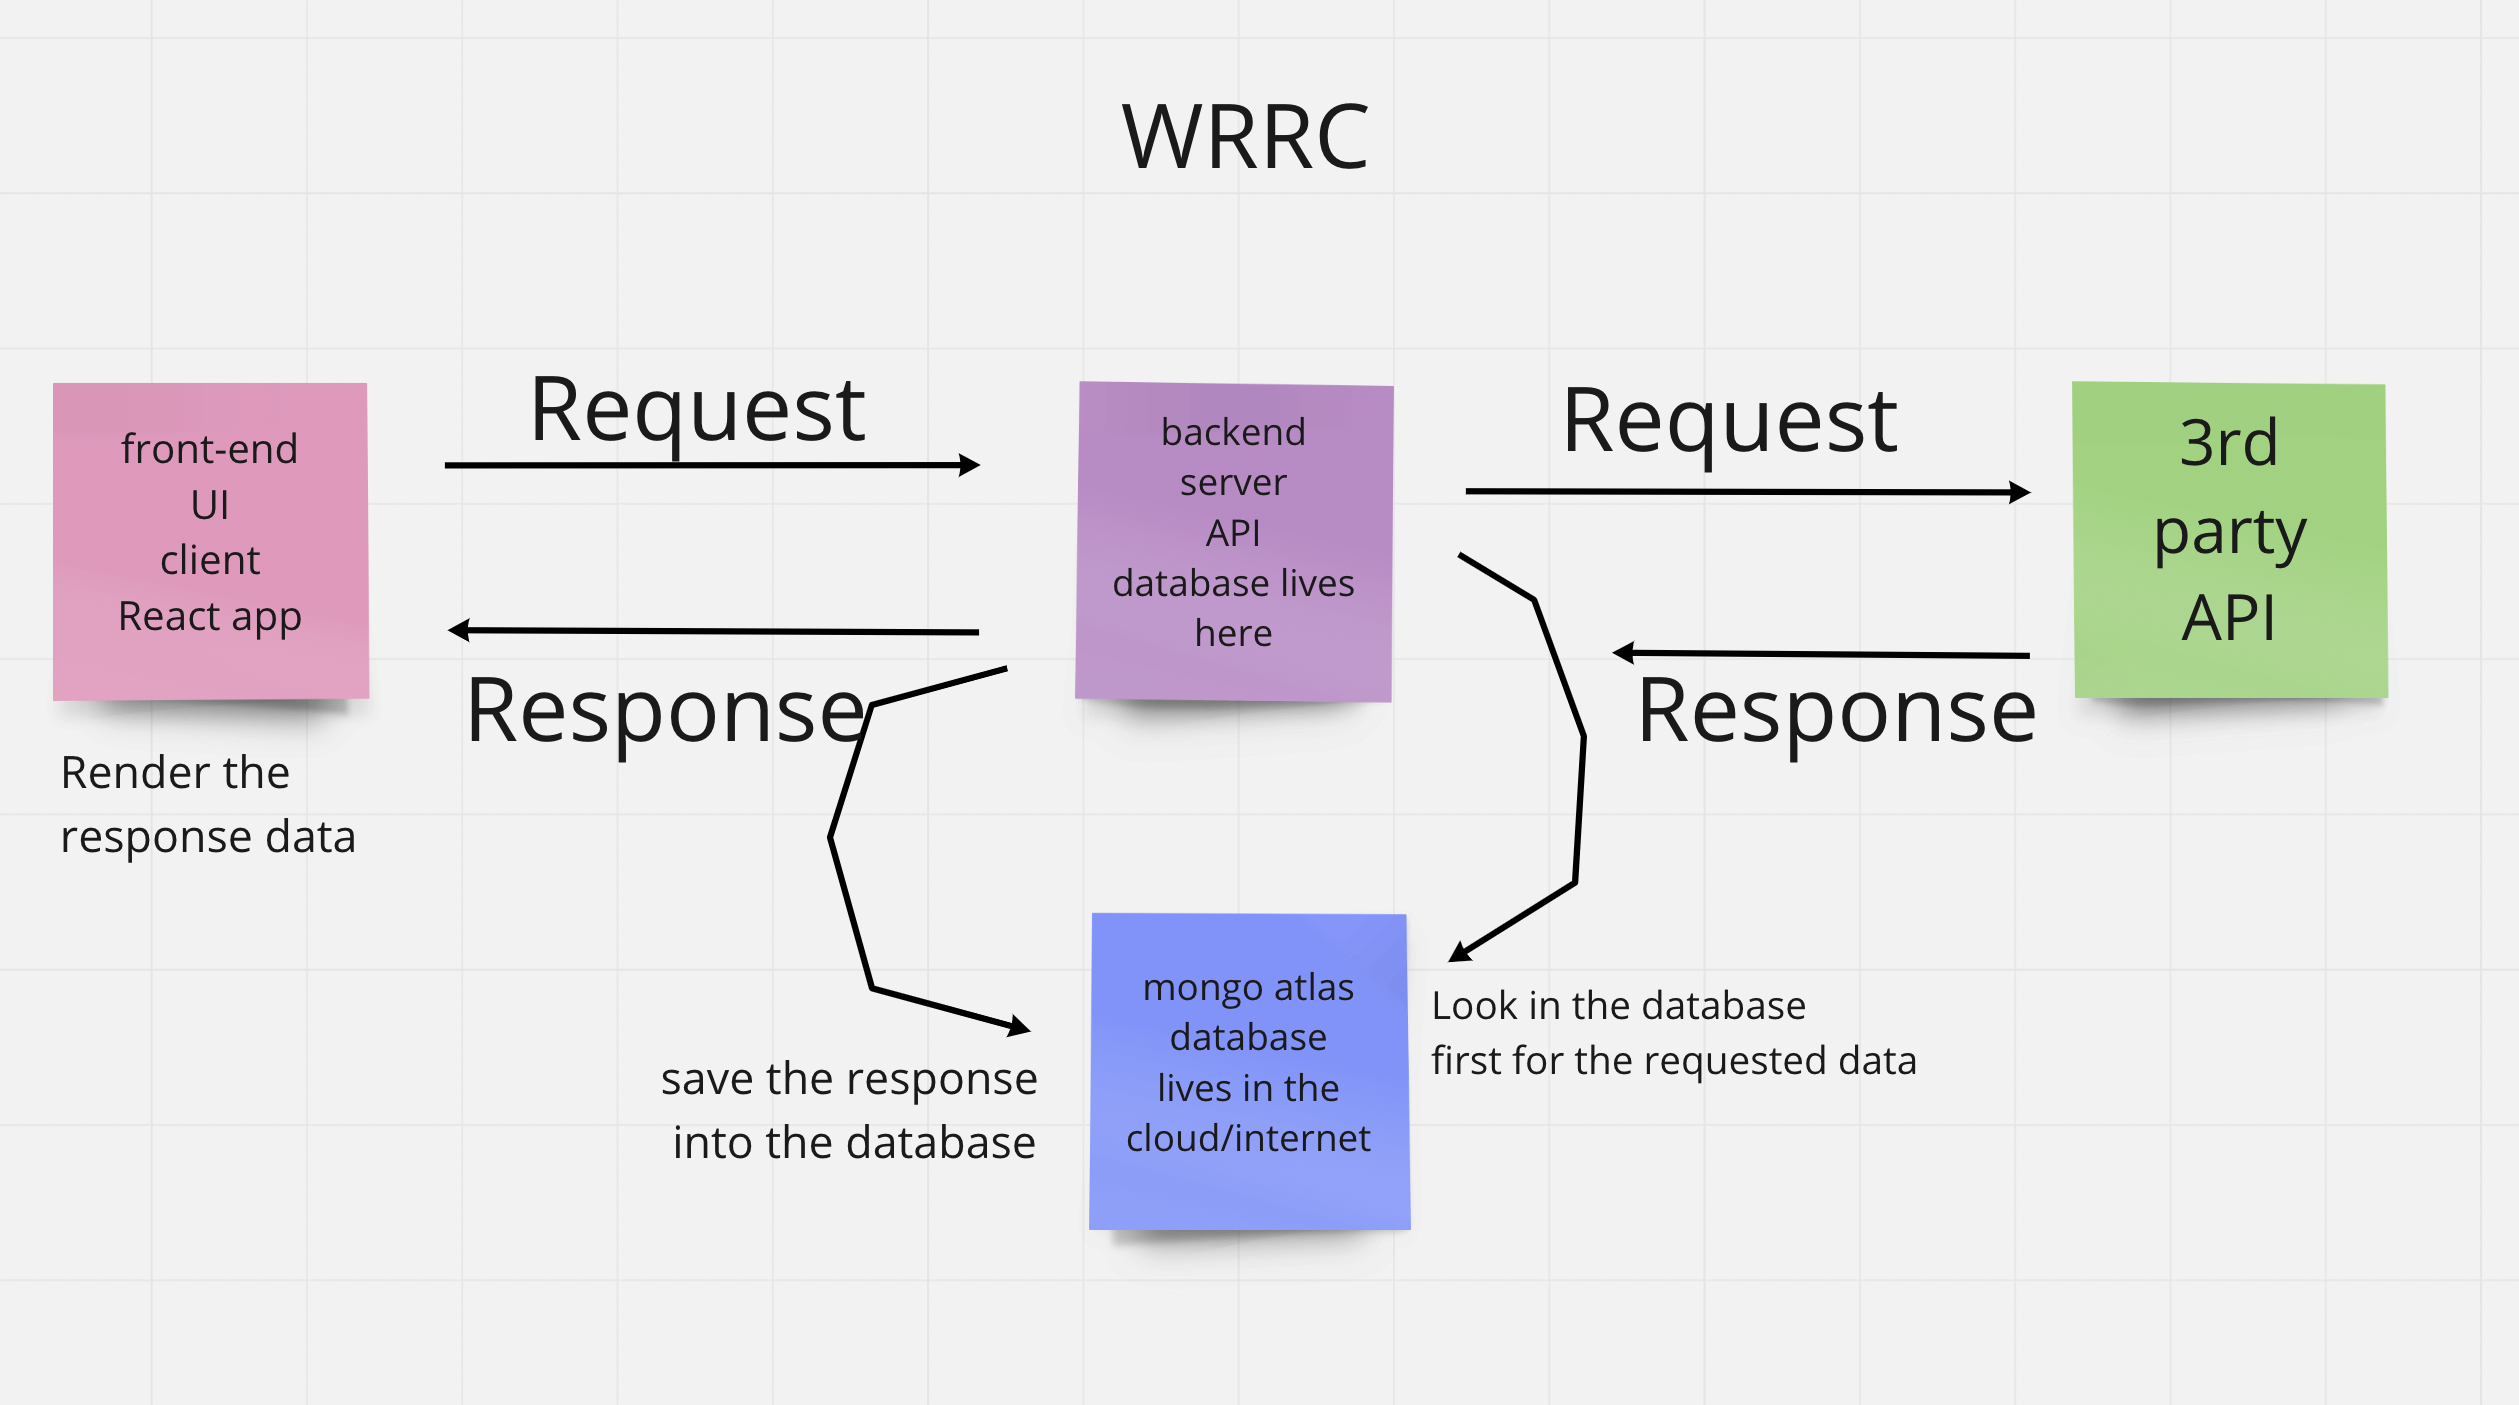 WRRC
Request
Request
front-end
UI
client
React app
backend
server
API
database lives
here
3rd
party
API
Response
Response
Render the
response data
mongo atlas
database
lives in the
cloud/internet
Look in the database
first for the requested data
save the response
into the database